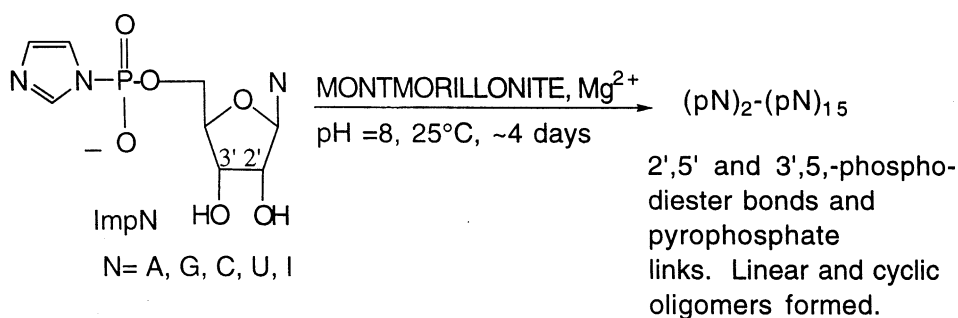 O
N
N
P
O
O
–
O
O
N
3' 2'
HO
OH
ImpN
N= A, G, C, U, I
MONTMORILLONITE, Mg2+
pH =8, 25°C, ~4 days
(pN)2-(pN)15
2',5' and 3',5,-phospho-
diester bonds and
pyrophosphate
links. Linear and cyclic
oligomers formed.